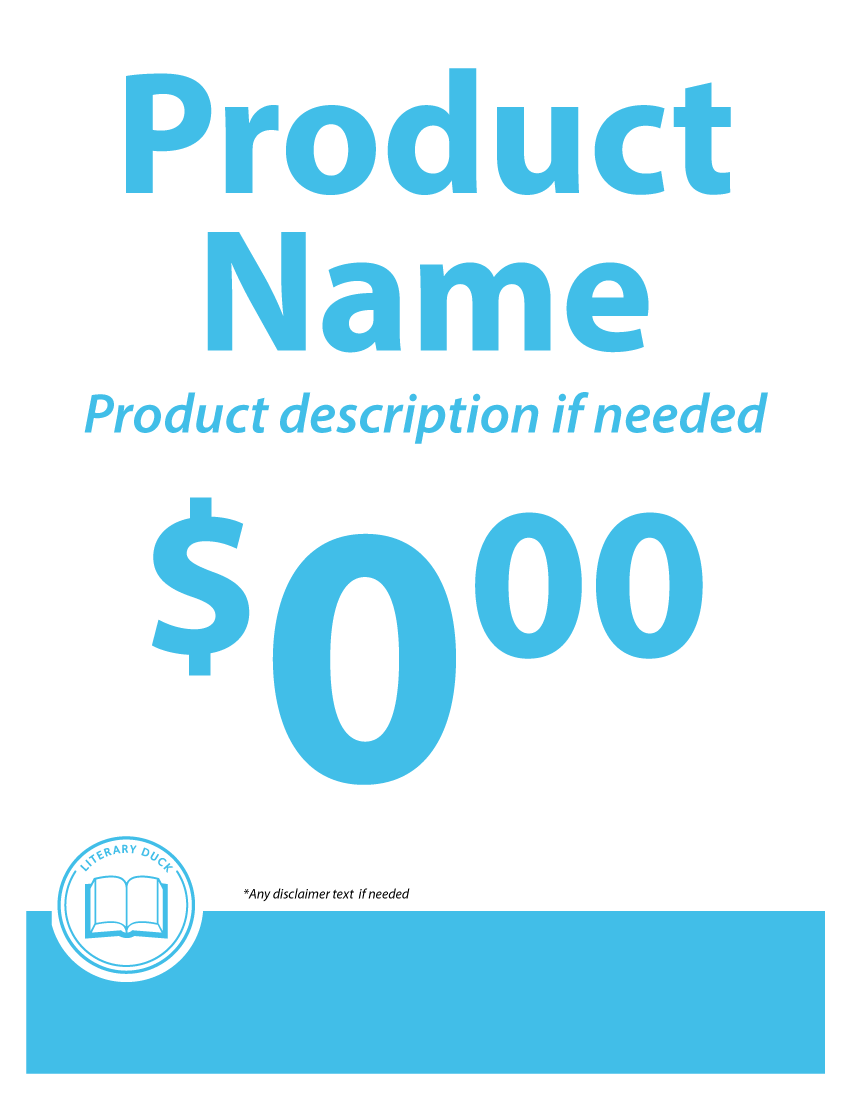 Product
Name
Product description if needed
$000
LITERARY DUCK
*Any disclaimer text if needed